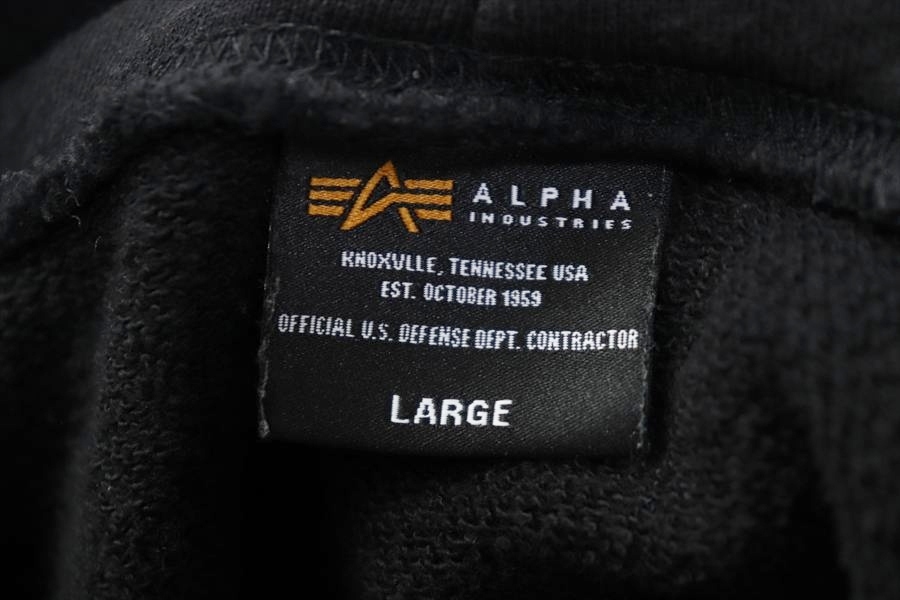 ALPHA
INDUSTRIES
KNOXVLLE, TENNESSEE USA
EST. OCTOBER 1959
OFFICIAL U.S. DEFENSE DEPT. CONTRACTOR
LARGE